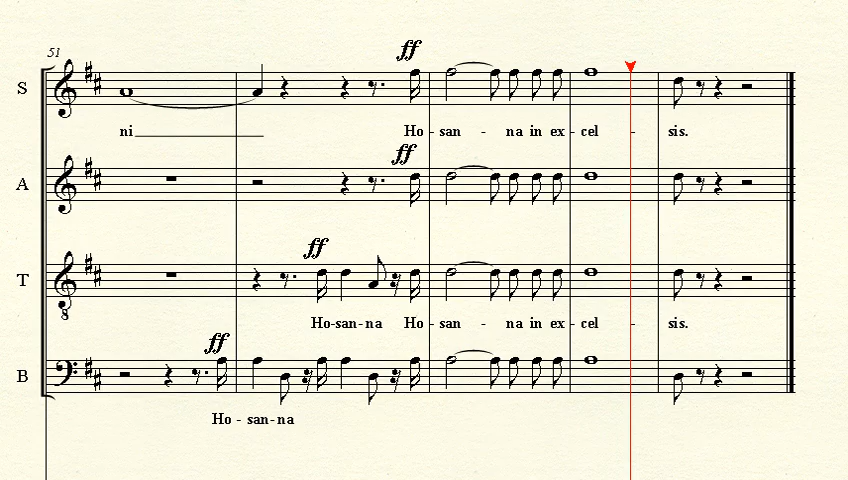 51
ff
S
ni Ho - san - na in ex - cel - sis.
ff
A
ff
T
8
Ho-san-na Ho - san - na in ex - cel - sis.
ff
B
Ho - san-na